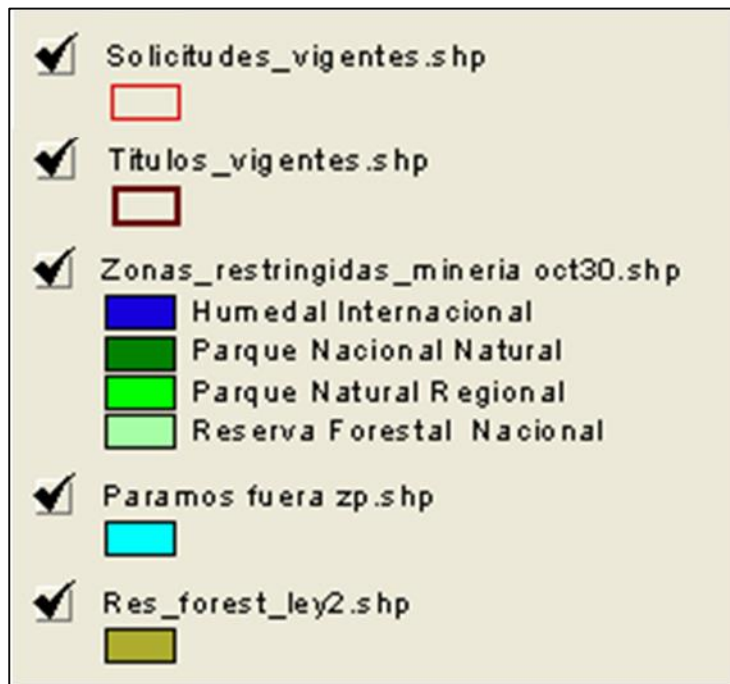 Solicitudes_vigentes.shp
Titulos_vigentes.shp
Zonas_restringidas_mineria oct30.shp
Humedal Internacional
Parque Nacional Natural
Parque Natural Regional
Reserva Forestal Nacional
Paramos fuera zp.shp
Res_forest_ley2.shp